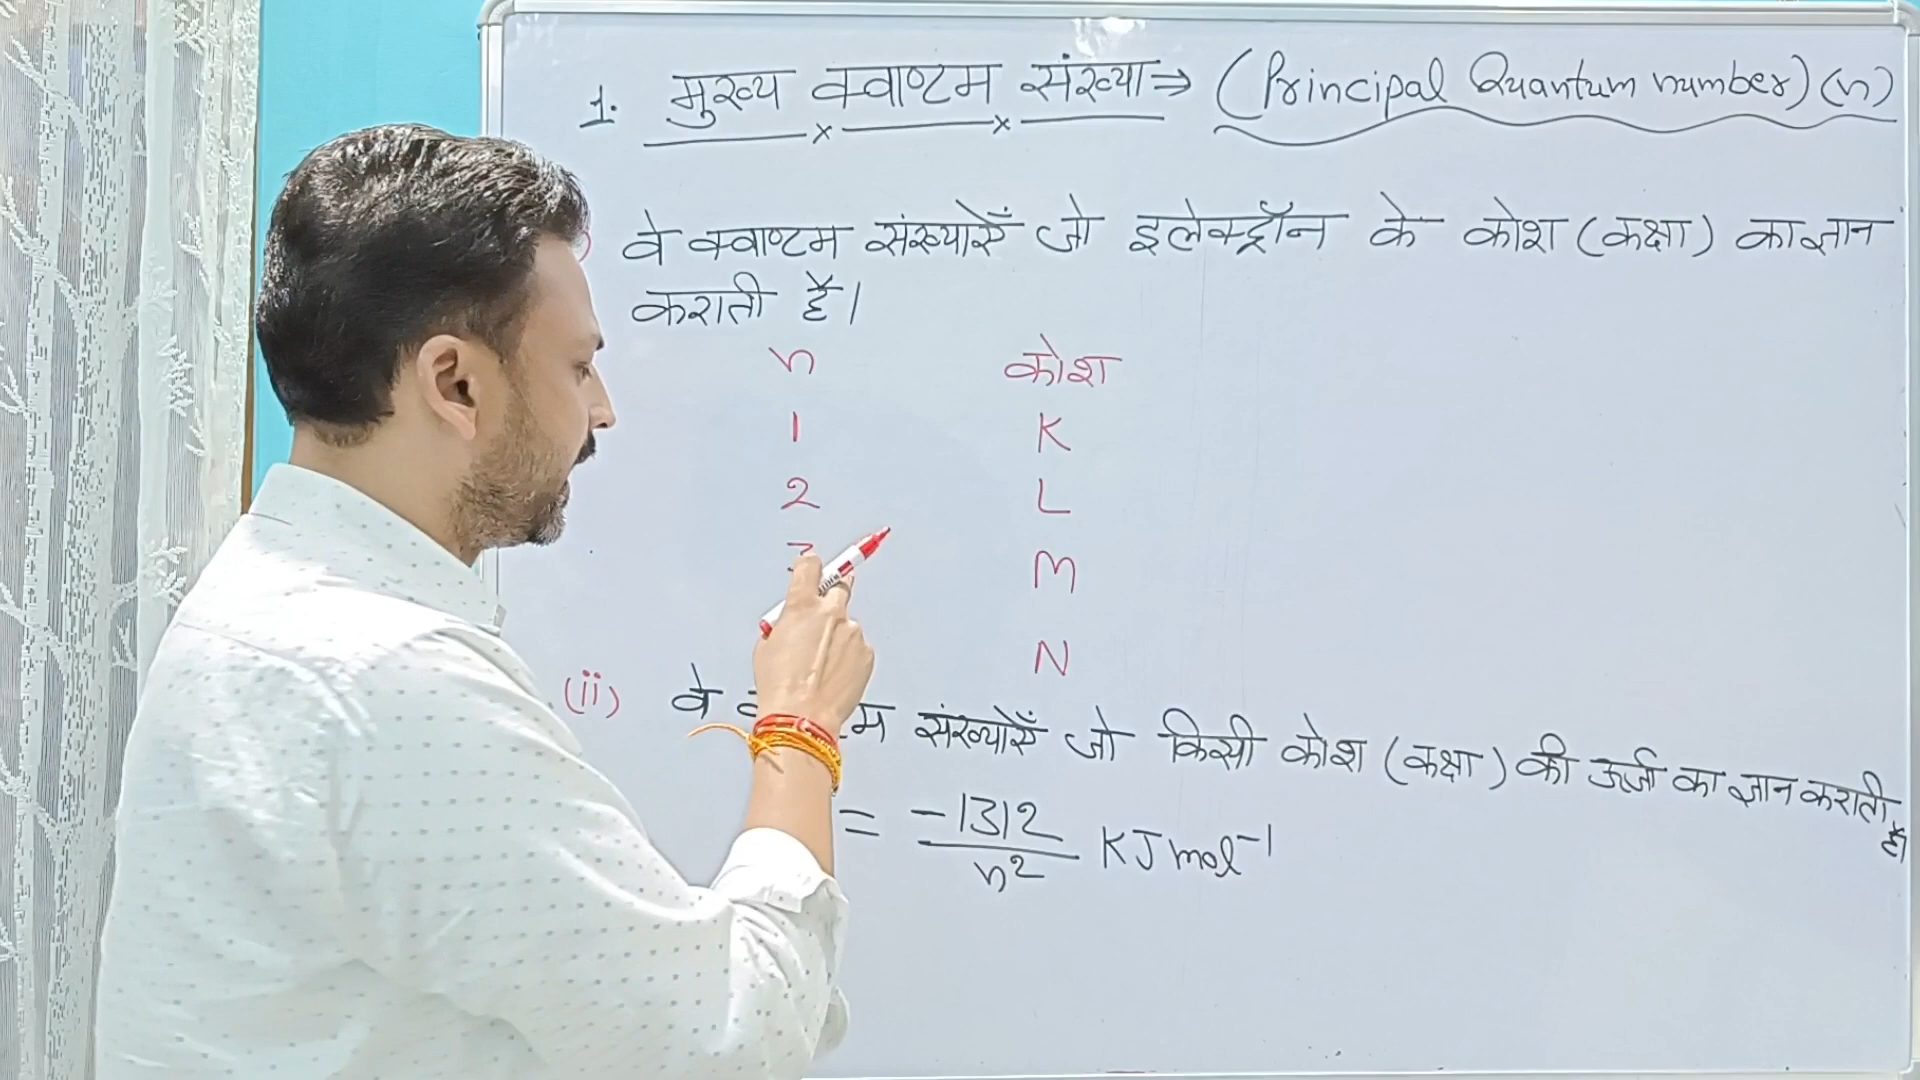 1. मुख्य क्वाण्टम संख्या⇒ (Principal Quantum number) (n)
वे क्वाण्टम संख्याऐँ जो इलेक्ट्रॉन के कोश (कक्षा) का ज्ञान
कराती हैं।
n कोश
1 K
2 L
M
N
(ii) वे संख्याऐँ जो किसी कोश (कक्षा) की ऊर्जा का ज्ञान कराती हैं
= -1312/n² KJ mol⁻¹